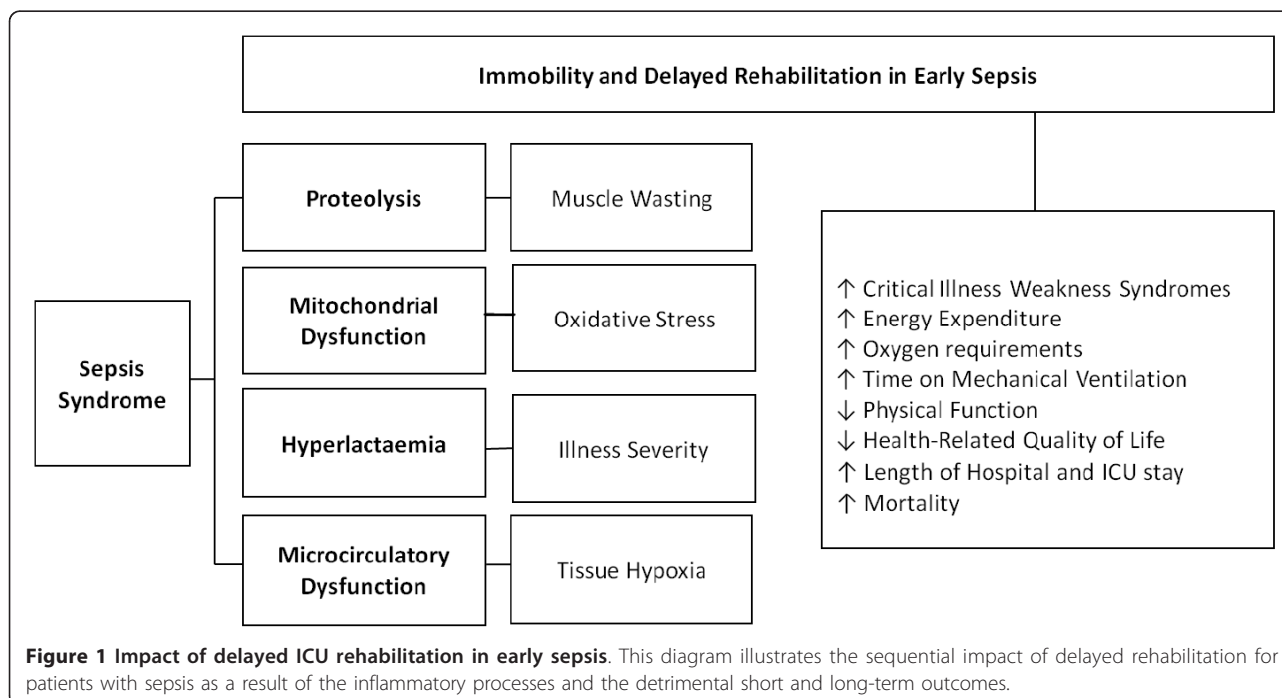 Immobility and Delayed Rehabilitation in Early Sepsis
Sepsis
Syndrome
Proteolysis
Muscle Wasting
Mitochondrial
Dysfunction
Oxidative Stress
Hyperlactaemia
Illness Severity
Microcirculatory
Dysfunction
Tissue Hypoxia
↑ Critical Illness Weakness Syndromes
↑ Energy Expenditure
↑ Oxygen requirements
↑ Time on Mechanical Ventilation
↓ Physical Function
↓ Health-Related Quality of Life
↑ Length of Hospital and ICU stay
↑ Mortality
Figure 1 Impact of delayed ICU rehabilitation in early sepsis. This diagram illustrates the sequential impact of delayed rehabilitation for
patients with sepsis as a result of the inflammatory processes and the detrimental short and long-term outcomes.